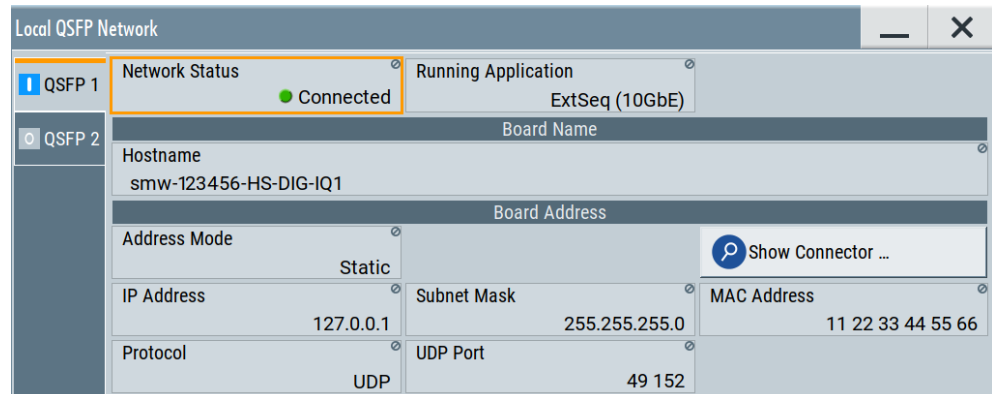 Local QSFP Network
QSFP 1
QSFP 2
Network Status
Connected
Running Application
ExtSeq (10GbE)
Board Name
Hostname
smw-123456-HS-DIG-IQ1
Board Address
Address Mode
Static
Show Connector ...
IP Address
127.0.0.1
Subnet Mask
255.255.255.0
MAC Address
11 22 33 44 55 66
Protocol
UDP
UDP Port
49 152